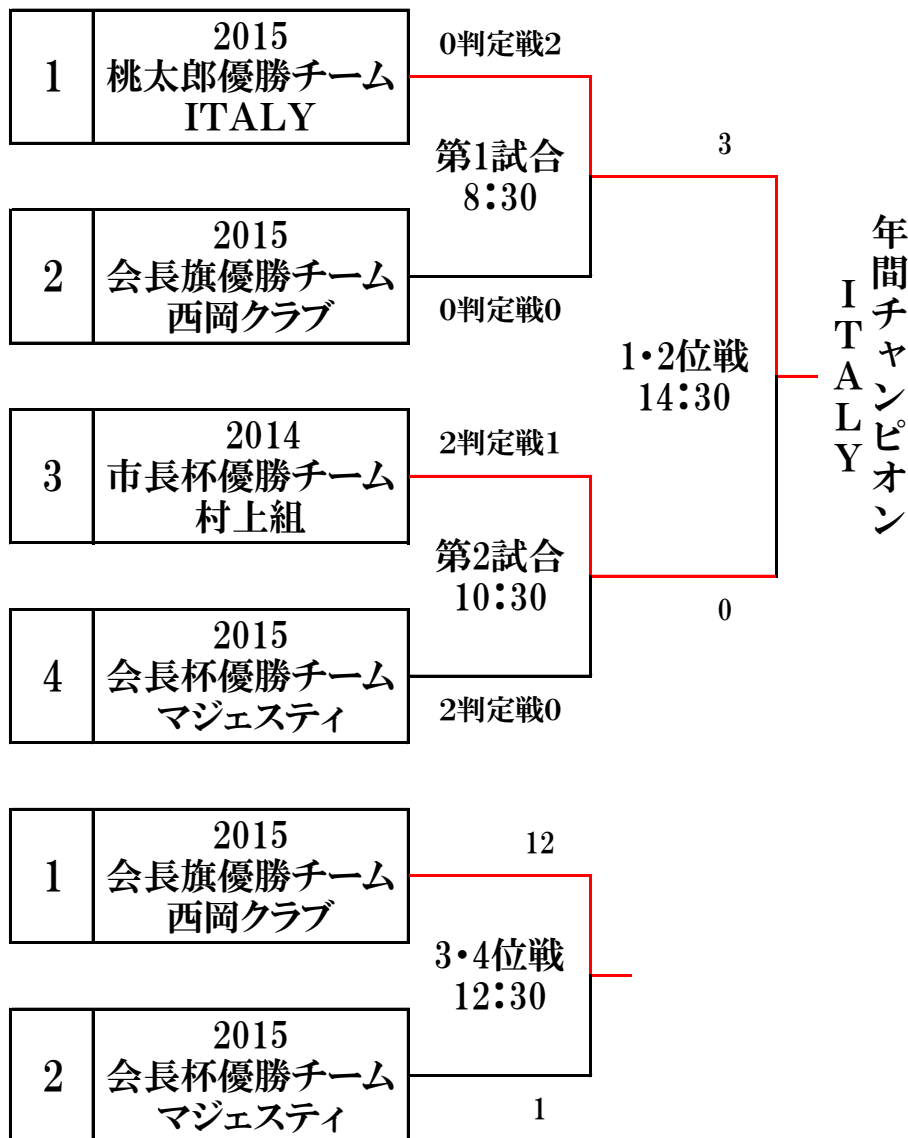 1
2015
桃太郎優勝チーム
ITALY
0判定戦2
第1試合
8:30
2
2015
会長旗優勝チーム
西岡クラブ
0判定戦0
3
2014
市長杯優勝チーム
村上組
2判定戦1
第2試合
10:30
4
2015
会長杯優勝チーム
マジェスティ
2判定戦0
3
1・2位戦
14:30
0
年間チャンピオン
ITALY
1
2015
会長旗優勝チーム
西岡クラブ
12
3・4位戦
12:30
2
2015
会長杯優勝チーム
マジェスティ
1